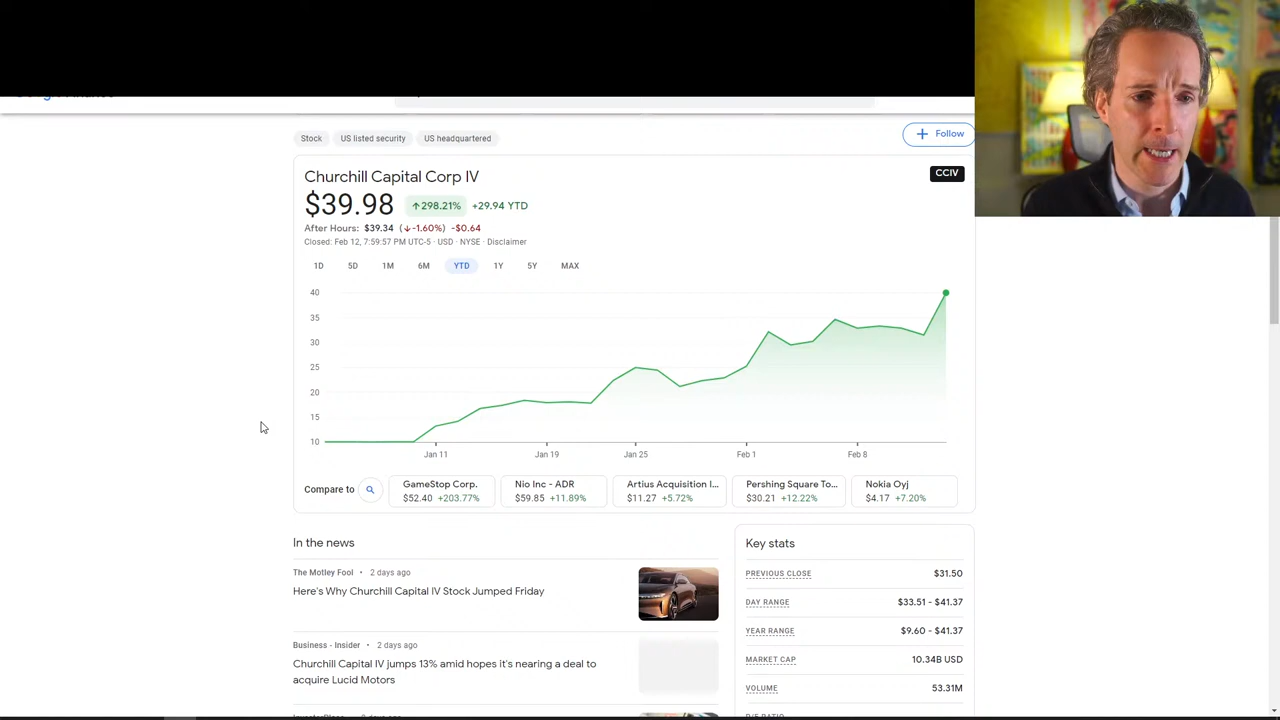 Stock
US listed security
US headquartered
Follow
Churchill Capital Corp IV
CCIV
$39.98 ↑298.21% +29.94 YTD
After Hours: $39.34 (↓-1.60%) -$0.64
Closed: Feb 12, 7:59:57 PM UTC-5 · USD · NYSE · Disclaimer
1D 5D 1M 6M YTD 1Y 5Y MAX
40
35
30
25
20
15
10
Jan 11 Jan 19 Jan 25 Feb 1 Feb 8
Compare to
GameStop Corp.
$52.40 +203.77%
Nio Inc - ADR
$59.85 +11.89%
Artius Acquisition I...
$11.27 +5.72%
Pershing Square To...
$30.21 +12.22%
Nokia Oyj
$4.17 +7.20%
In the news
The Motley Fool • 2 days ago
Here's Why Churchill Capital IV Stock Jumped Friday
Business - Insider • 2 days ago
Churchill Capital IV jumps 13% amid hopes it's nearing a deal to
acquire Lucid Motors
Key stats
PREVIOUS CLOSE $31.50
DAY RANGE $33.51 - $41.37
YEAR RANGE $9.60 - $41.37
MARKET CAP 10.34B USD
VOLUME 53.31M